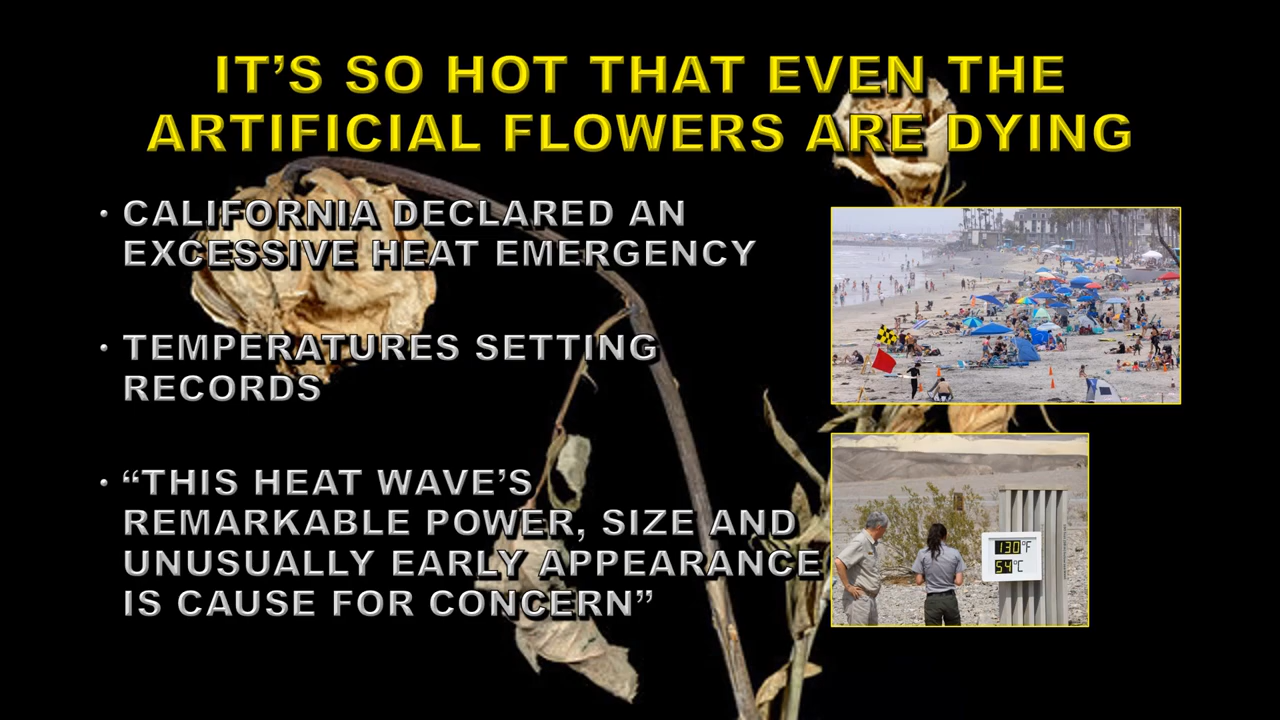 IT’S SO HOT THAT EVEN THE
ARTIFICIAL FLOWERS ARE DYING
• CALIFORNIA DECLARED AN
EXCESSIVE HEAT EMERGENCY
• TEMPERATURES SETTING
RECORDS
• “THIS HEAT WAVE’S
REMARKABLE POWER, SIZE AND
UNUSUALLY EARLY APPEARANCE
IS CAUSE FOR CONCERN”
130°F
54°C